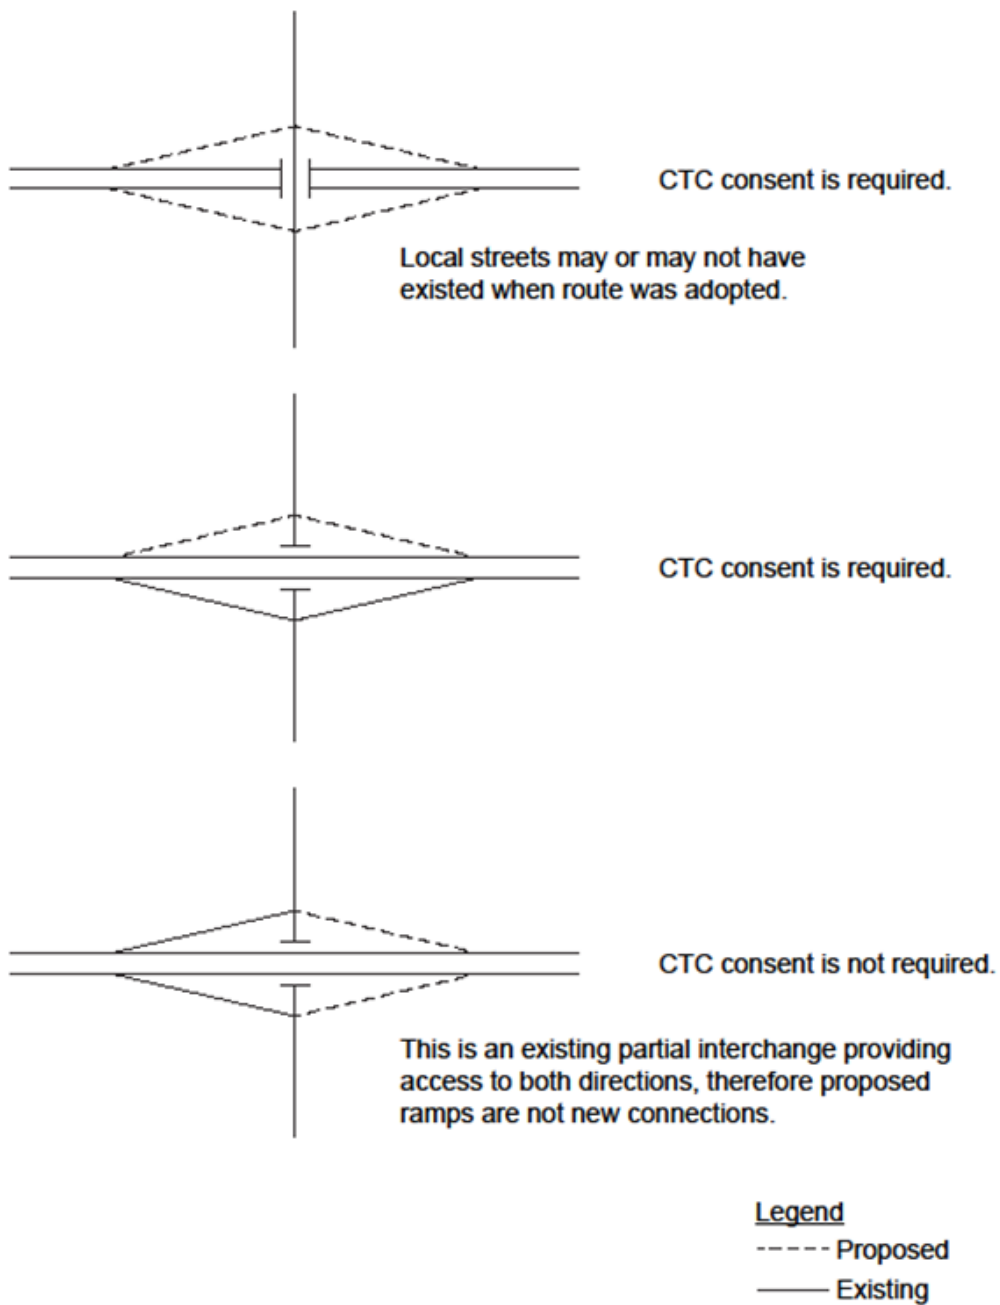 CTC consent is required.
Local streets may or may not have
existed when route was adopted.
CTC consent is required.
CTC consent is not required.
This is an existing partial interchange providing
access to both directions, therefore proposed
ramps are not new connections.
Legend
Proposed
Existing